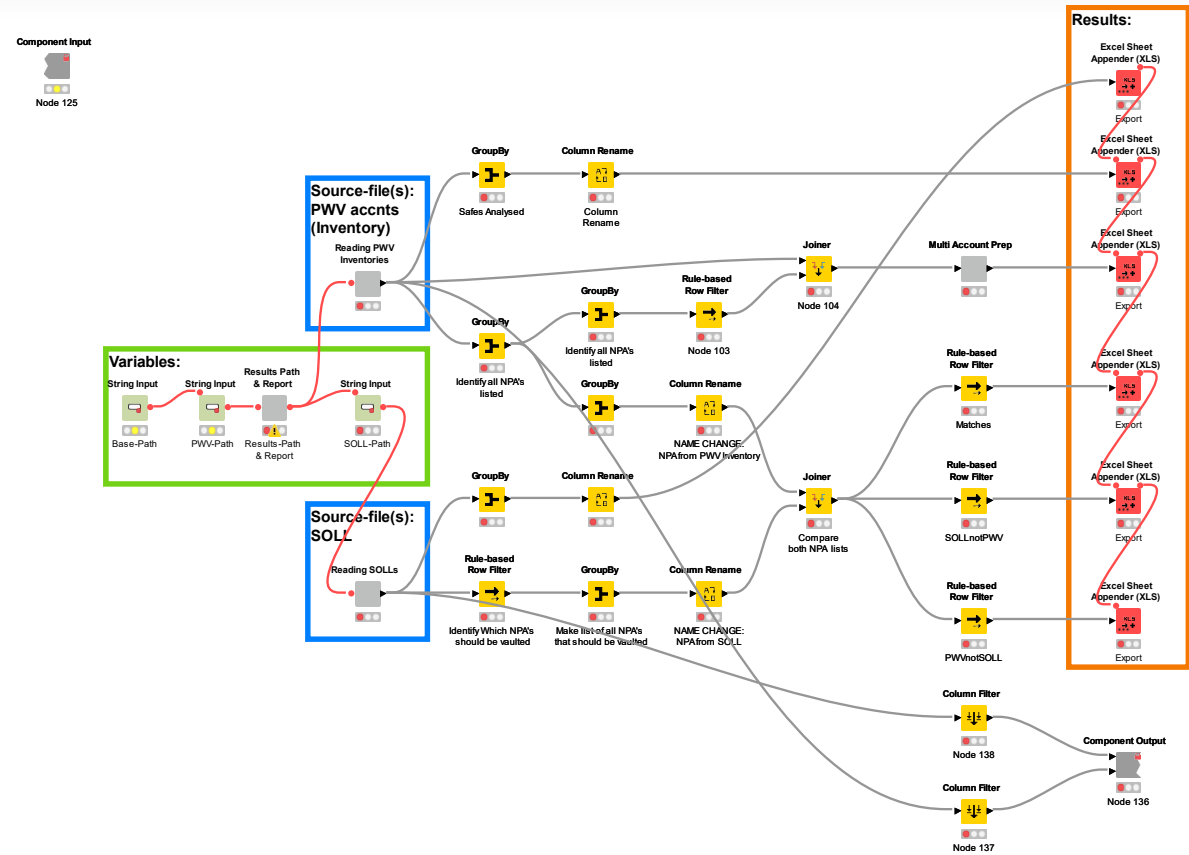 Results:
Component Input
Node 125
Excel Sheet
Appender (XLS)
XLS
Export
Excel Sheet
Appender (XLS)
XLS
Export
GroupBy
Safes Analysed
Column Rename
Column
Rename
Source-file(s):
PWV accnts
(Inventory)
Reading PWV
Inventories
Excel Sheet
Appender (XLS)
XLS
Export
Joiner
Node 104
Multi Account Prep
GroupBy
Identify all NPA's
listed
Rule-based
Row Filter
Node 103
GroupBy
Identify all NPA's
listed
Variables:
String Input
Base-Path
String Input
PWV-Path
Results Path
& Report
Results-Path
& Report
String Input
SOLL-Path
GroupBy
Column Rename
NAME CHANGE:
NPA from PWV Inventory
Rule-based
Row Filter
Matches
Excel Sheet
Appender (XLS)
XLS
Export
GroupBy
Column Rename
Joiner
Compare
both NPA lists
Rule-based
Row Filter
SOLLnotPWV
Excel Sheet
Appender (XLS)
XLS
Export
Source-file(s):
SOLL
Reading SOLLs
Rule-based
Row Filter
Identify Which NPA's
should be vaulted
GroupBy
Make list of all NPA's
that should be vaulted
Column Rename
NAME CHANGE:
NPA from SOLL
Rule-based
Row Filter
PWVnotSOLL
Excel Sheet
Appender (XLS)
XLS
Export
Column Filter
Node 138
Component Output
Node 136
Column Filter
Node 137